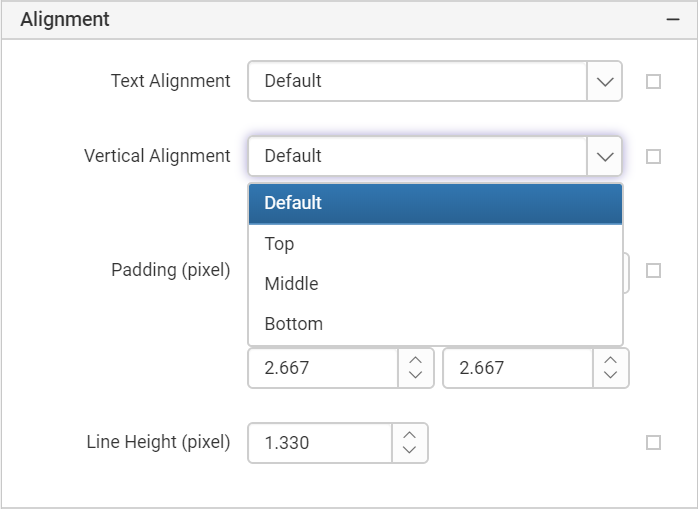 Alignment
Text Alignment Default
Vertical Alignment Default
Default
Top
Padding (pixel)
Middle
Bottom
2.667 2.667
Line Height (pixel) 1.330